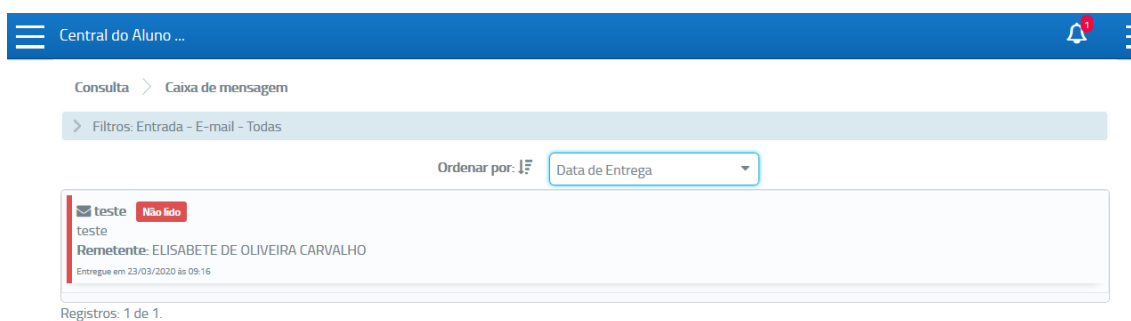 Central do Aluno ...
1
Consulta > Caixa de mensagem
> Filtros: Entrada - E-mail - Todas
Ordenar por: Data de Entrega
teste Não lido
teste
Remetente: ELISABETE DE OLIVEIRA CARVALHO
Entregue em 23/03/2020 às 09:16
Registros: 1 de 1.